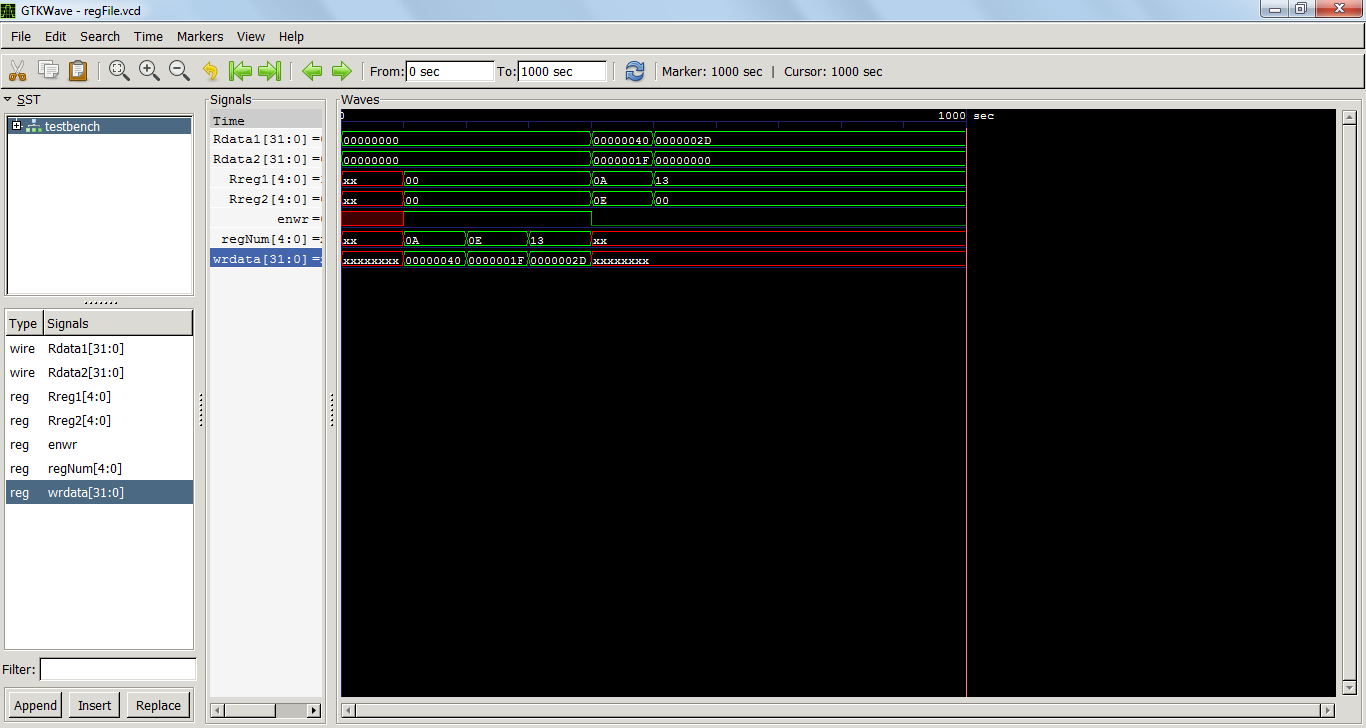 GTKWave - regFile.vcd
File Edit Search Time Markers View Help
From: 0 sec To: 1000 sec Marker: 1000 sec | Cursor: 1000 sec
SST
testbench
Type Signals
wire Rdata1[31:0]
wire Rdata2[31:0]
reg Rreg1[4:0]
reg Rreg2[4:0]
reg enwr
reg regNum[4:0]
reg wrdata[31:0]
Filter:
Append Insert Replace
Signals
Time
Rdata1[31:0] =
Rdata2[31:0] =
Rreg1[4:0] =
Rreg2[4:0] =
enwr =
regNum[4:0] =
wrdata[31:0] =
Waves
0 1000 sec
00000000 00000040 0000002D
00000000 0000001F 00000000
xx 00 0A 13
xx 00 0E 00
xx 0A 0E 13 xx
xxxxxxxx 00000040 0000001F 0000002D xxxxxxxx